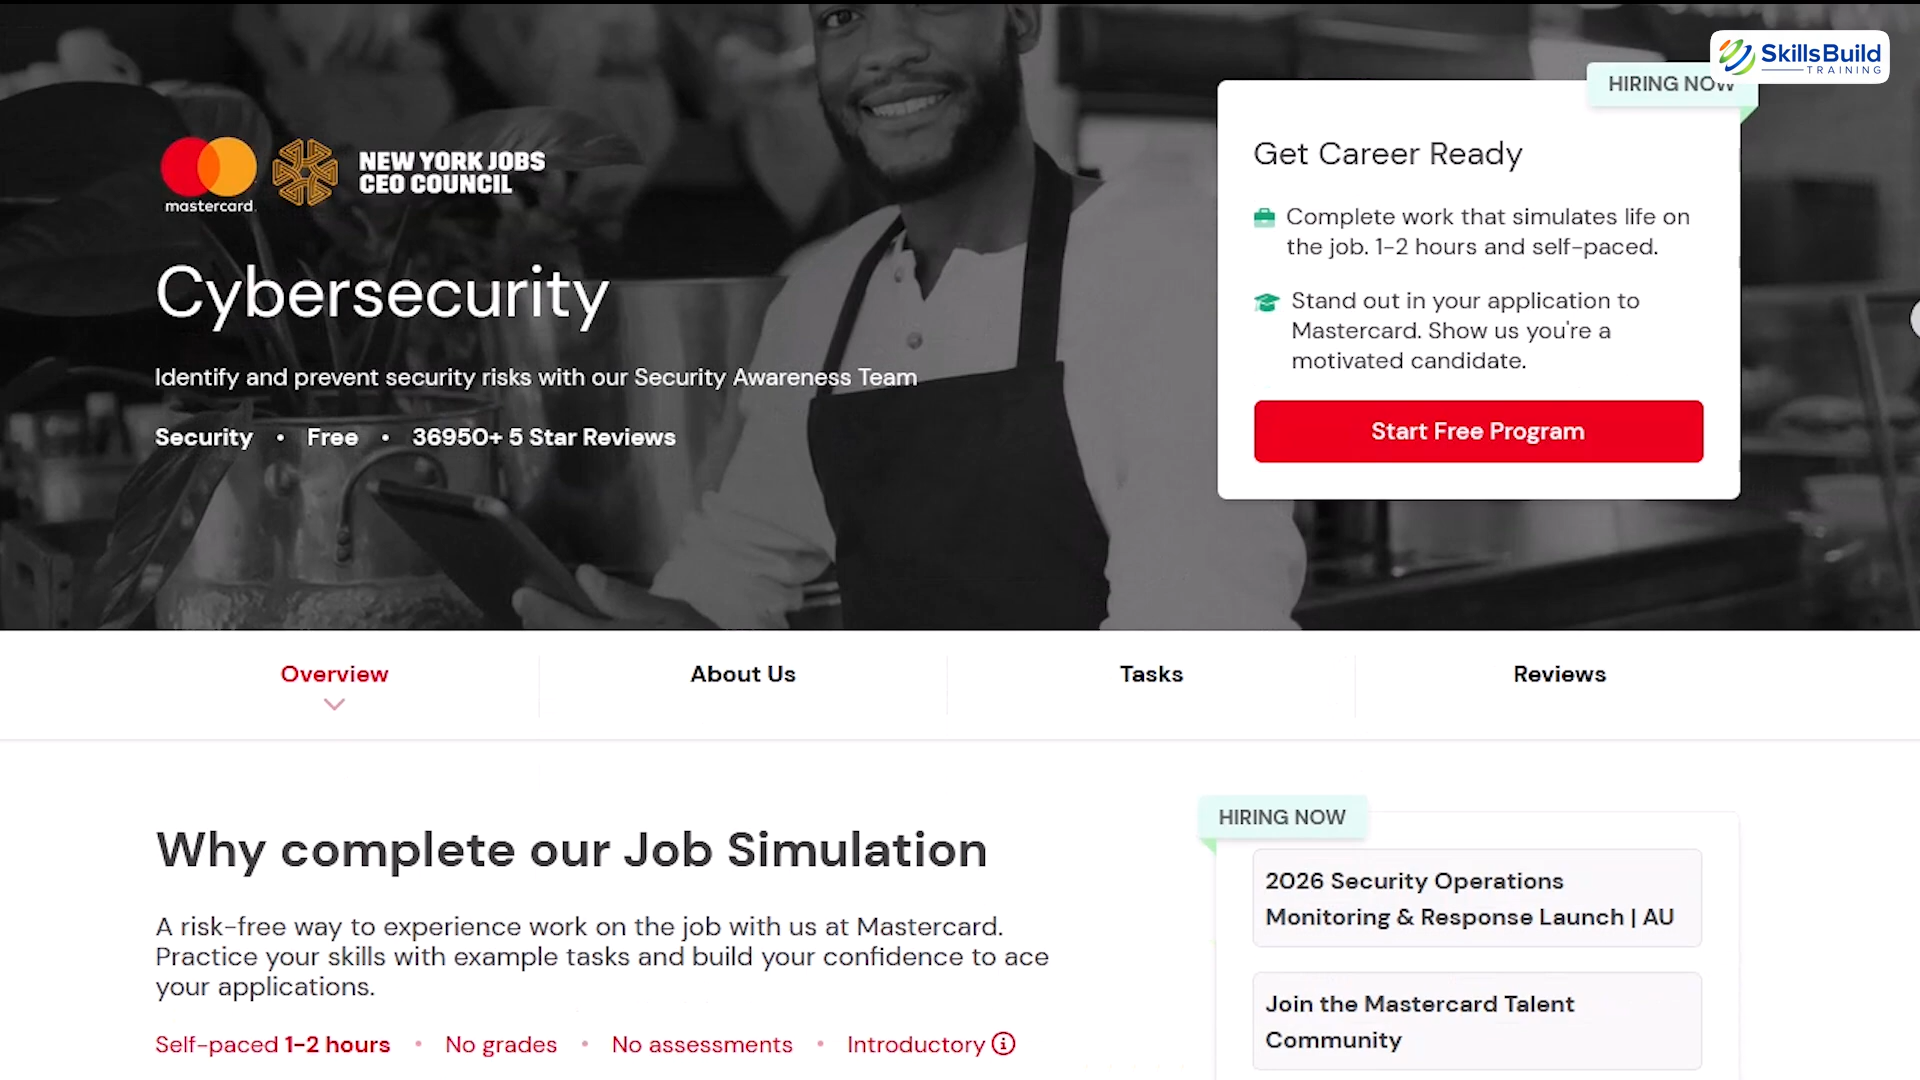 SkillsBuild
TRAINING
HIRING NOW
mastercard.
NEW YORK JOBS
CEO COUNCIL
Cybersecurity
Identify and prevent security risks with our Security Awareness Team
Security • Free • 36950+ 5 Star Reviews
Get Career Ready
Complete work that simulates life on
the job. 1-2 hours and self-paced.
Stand out in your application to
Mastercard. Show us you're a
motivated candidate.
Start Free Program
Overview
About Us
Tasks
Reviews
Why complete our Job Simulation
A risk-free way to experience work on the job with us at Mastercard.
Practice your skills with example tasks and build your confidence to ace
your applications.
Self-paced 1-2 hours • No grades • No assessments • Introductory
HIRING NOW
2026 Security Operations
Monitoring & Response Launch | AU
Join the Mastercard Talent
Community